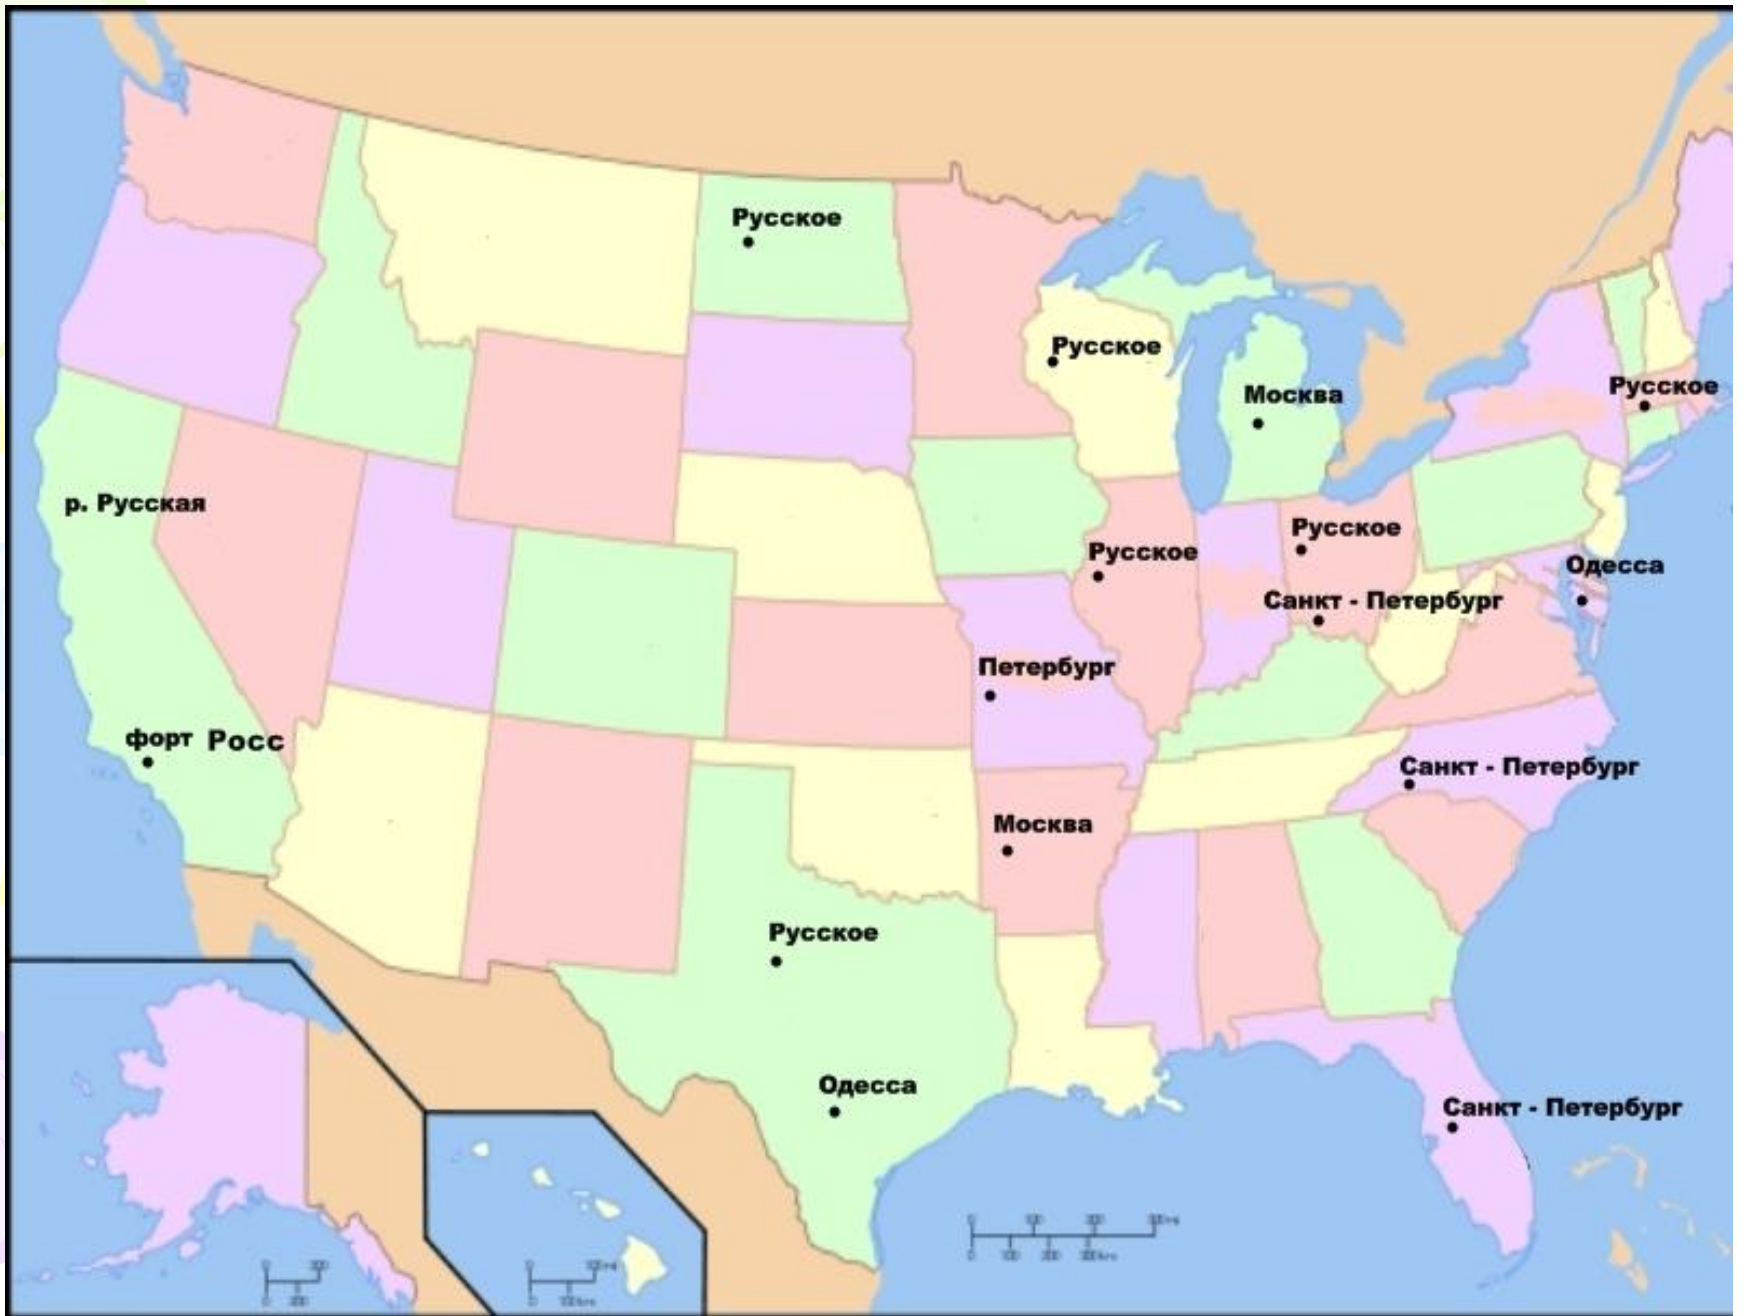 Русское
Русское
Москва
Русское
р. Русская
Русское
Русское
Одесса
Санкт - Петербург
Петербург
форт Росс
Санкт - Петербург
Москва
Русское
Одесса
Санкт - Петербург